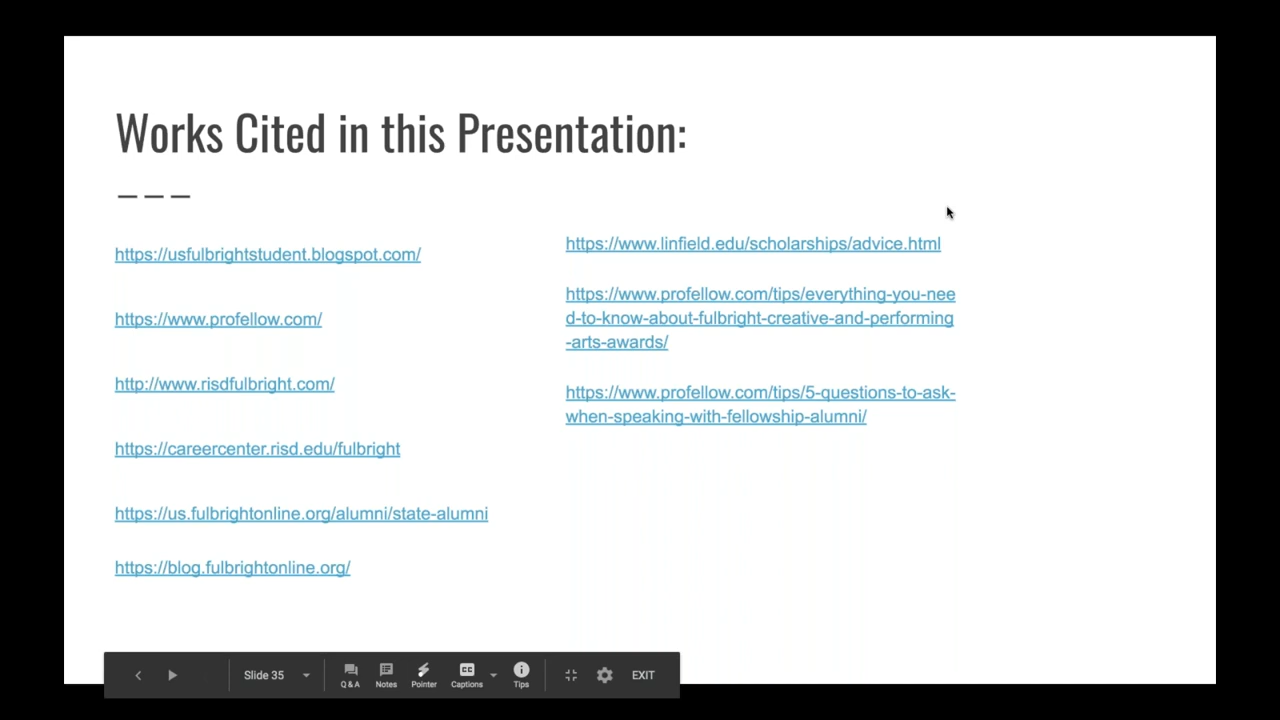 Works Cited in this Presentation:
https://usfulbrightstudent.blogspot.com/
https://www.profellow.com/
http://www.risdfulbright.com/
https://careercenter.risd.edu/fulbright
https://us.fulbrightonline.org/alumni/state-alumni
https://blog.fulbrightonline.org/
https://www.linfield.edu/scholarships/advice.html
https://www.profellow.com/tips/everything-you-nee
d-to-know-about-fulbright-creative-and-performing
-arts-awards/
https://www.profellow.com/tips/5-questions-to-ask-
when-speaking-with-fellowship-alumni/
Slide 35
Q & A
Notes
Pointer
CC
Captions
Tips
EXIT